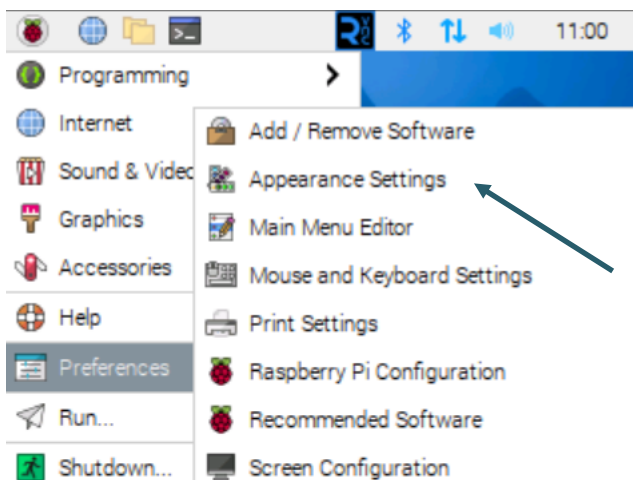 11:00
Programming
Internet
Sound & Video
Graphics
Accessories
Help
Preferences
Run...
Shutdown...
Add / Remove Software
Appearance Settings
Main Menu Editor
Mouse and Keyboard Settings
Print Settings
Raspberry Pi Configuration
Recommended Software
Screen Configuration